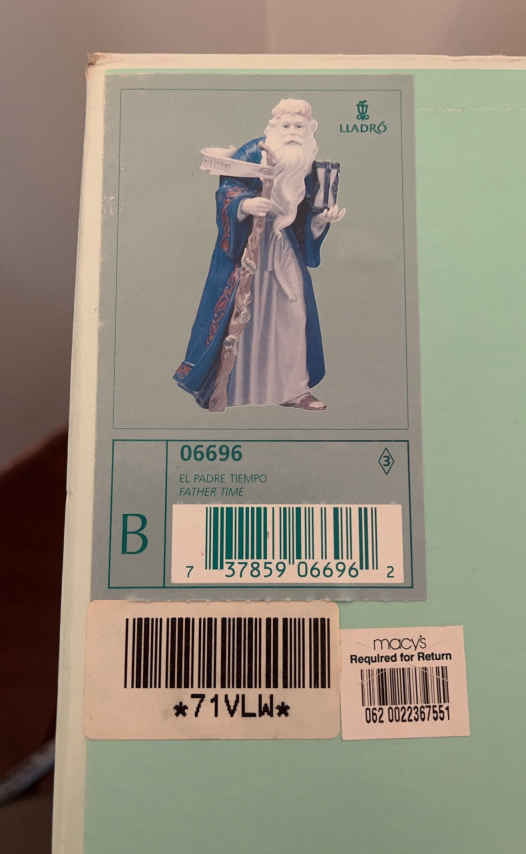 LLADRÓ
06696
3
EL PADRE TIEMPO
FATHER TIME
B
7 37859 06696 2
*71VLW*
macy's
Required for Return
062 0022367551